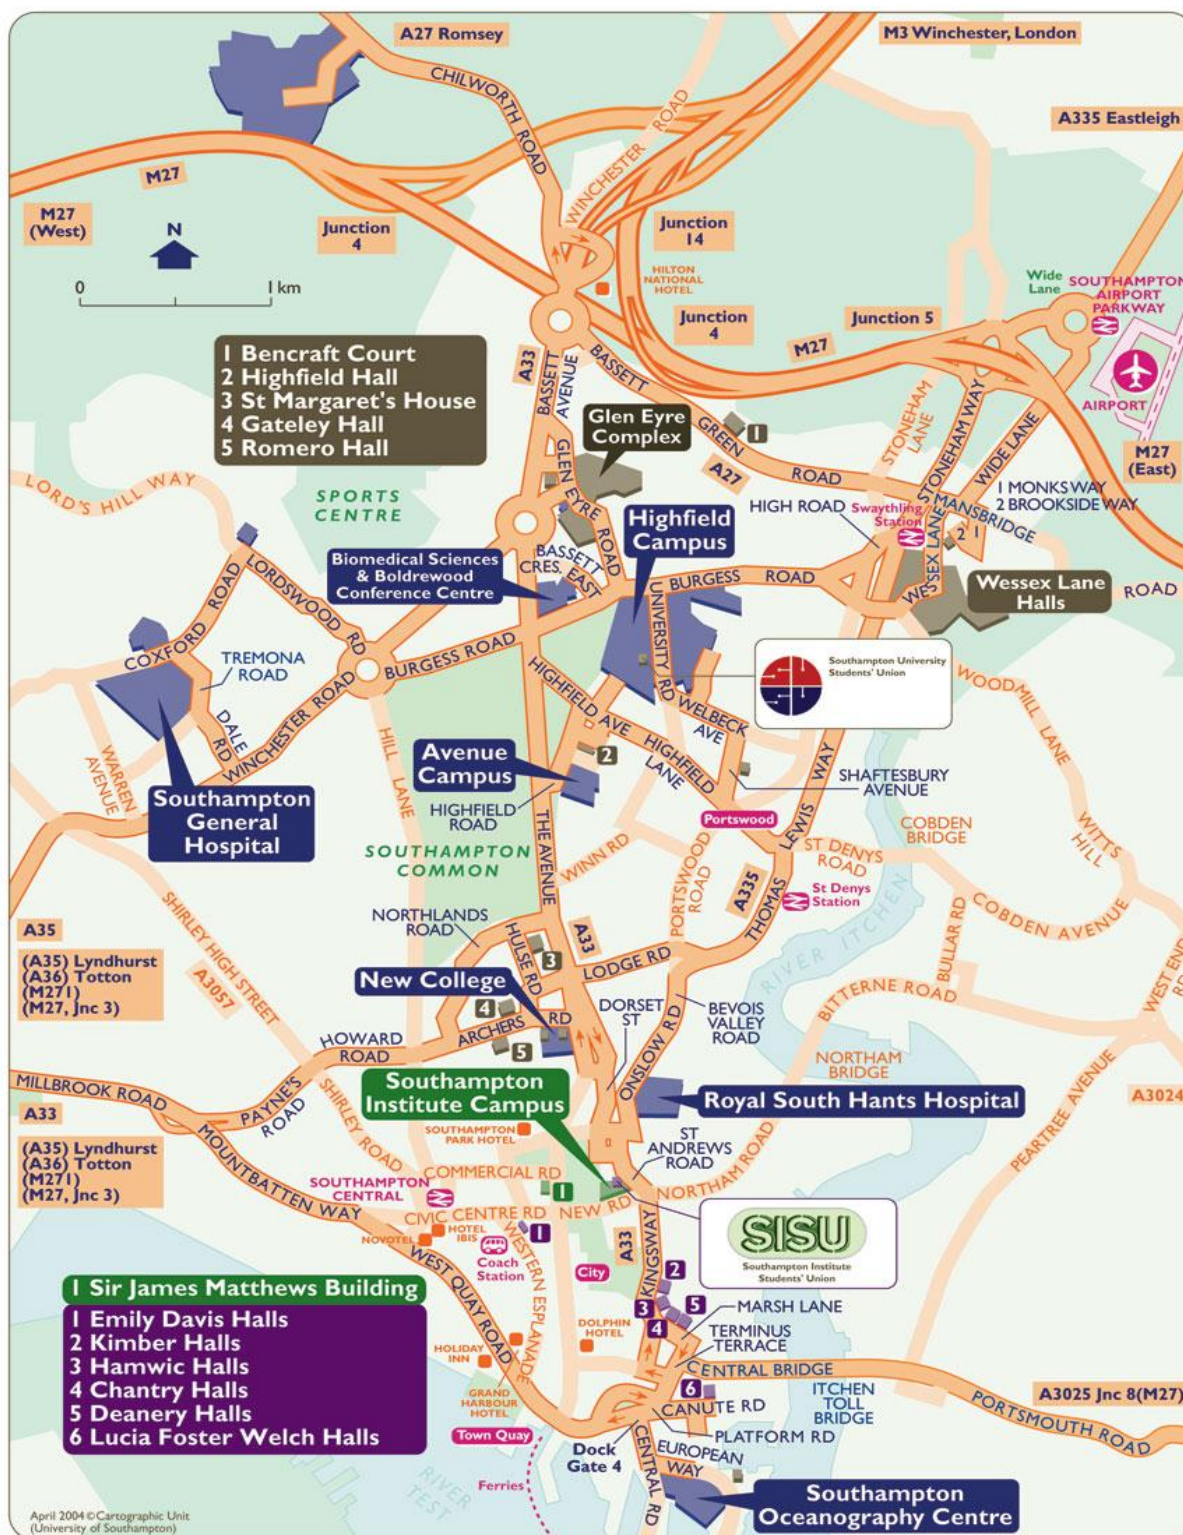 A27 Romsey
M3 Winchester, London
CHILWORTH ROAD
WINCHESTER ROAD
A335 Eastleigh
M27
M27
(West)
N
Junction
4
Junction
14
0 1 km
HILTON
NATIONAL
HOTEL
Wide
Lane
SOUTHAMPTON
AIRPORT
PARKWAY
Junction
4
Junction 5
M27
AIRPORT
M27
(East)
1 Bencraft Court
2 Highfield Hall
3 St Margaret's House
4 Gateley Hall
5 Romero Hall
A33
BASSETT
AVENUE
BASSETT
GREEN
ROAD
A27
Glen Eyre
Complex
1
STONEHAM
LANE
STONEHAM WAY
WIDE LANE
LORD'S HILL WAY
SPORTS
CENTRE
GLEN EYRE
ROAD
Highfield
Campus
HIGH ROAD
Swaythling
Station
1 MONKS WAY
2 BROOKSIDE WAY
MANSBRIDGE
ROAD
2 1
WESSEX LANE
Biomedical Sciences
& Boldrewood
Conference Centre
BASSETT
CRES. EAST
BURGESS ROAD
Wessex Lane
Halls
COXFORD ROAD
LORDSWOOD RD
TREMONA
ROAD
DALE
RD
WINCHESTER ROAD
BURGESS ROAD
UNIVERSITY RD
Southampton University
Students' Union
WOODMILL LANE
WARREN
AVENUE
HILL LANE
HIGHFIELD AVE
HIGHFIELD
LANE
WELBECK
AVE
2
Avenue
Campus
HIGHFIELD
ROAD
SHAFTESBURY
AVENUE
Southampton
General
Hospital
THE AVENUE
Portswood
LEWIS WAY
COBDEN
BRIDGE
WITTS
HILL
SOUTHAMPTON
COMMON
WINN RD
PORTSWOOD
ROAD
ST DENYS
ROAD
A335
THOMAS
St Denys
Station
COBDEN AVENUE
SHIRLEY HIGH STREET
A3057
NORTHLANDS
ROAD
HULSE RD
A33
3
LODGE RD
RIVER ITCHEN
BULLAR RD
WEST END
RD
A35
(A35) Lyndhurst
(A36) Totton
(M271)
(M27, Jnc 3)
New College
4
ARCHERS
RD
5
DORSET
ST
BEVOIS
VALLEY
ROAD
BITTERNE ROAD
HOWARD
ROAD
ONSLOW RD
NORTHAM
BRIDGE
MILLBROOK ROAD
PAYNE'S
ROAD
Southampton
Institute Campus
Royal South Hants Hospital
PEARTREE AVENUE
A3024
A33
(A35) Lyndhurst
(A36) Totton
(M271)
(M27, Jnc 3)
SHIRLEY ROAD
SOUTHAMPTON
PARK HOTEL
ST
ANDREWS
ROAD
NORTHAM ROAD
MOUNTBATTEN WAY
COMMERCIAL RD
1
SOUTHAMPTON
CENTRAL
CIVIC CENTRE RD
NEW RD
NOVOTEL
HOTEL
IBIS
1
WESTERN ESPLANADE
Coach
Station
City
A33
KINGSWAY
SISU
Southampton Institute
Students' Union
WEST QUAY ROAD
2
3
5
4
MARSH LANE
TERMINUS
TERRACE
1 Sir James Matthews Building
1 Emily Davis Halls
2 Kimber Halls
3 Hamwic Halls
4 Chantry Halls
5 Deanery Halls
6 Lucia Foster Welch Halls
DOLPHIN
HOTEL
HOLIDAY
INN
GRAND
HARBOUR
HOTEL
CENTRAL BRIDGE
ITCHEN
TOLL
BRIDGE
A3025 Jnc 8(M27)
PORTSMOUTH ROAD
6
CANUTE RD
PLATFORM RD
Town Quay
Dock
Gate 4
CENTRAL RD
EUROPEAN
WAY
Ferries
RIVER
TEST
Southampton
Oceanography Centre
April 2004 ©Cartographic Unit
(University of Southampton)